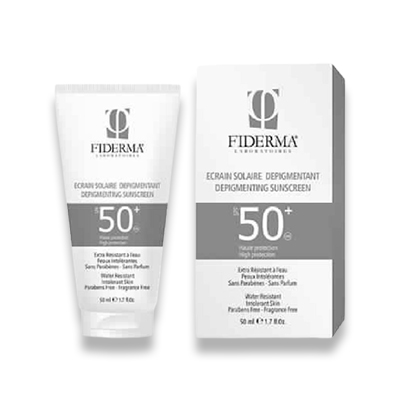 FIDERMA
LABORATOIRES
ECRAIN SOLAIRE DEPIGMENTANT
DEPIGMENTING SUNSCREEN
SPF 50+
Haute protection
High protection
Extra Résistant à l'eau
Peaux Intolérantes
Sans Parabènes - Sans Parfum
Water Resistant
Intolerant Skin
Parabens Free - Fragrance Free
50 ml e 1.7 fl.Oz.
FIDERMA
LABORATOIRES
ECRAIN SOLAIRE DEPIGMENTANT
DEPIGMENTING SUNSCREEN
SPF 50+
Haute protection
High protection
Extra Résistant à l'eau
Peaux Intolérantes
Sans Parabènes - Sans Parfum
Water Resistant
Intolerant Skin
Parabens Free - Fragrance Free
50 ml e 1.7 fl.Oz.